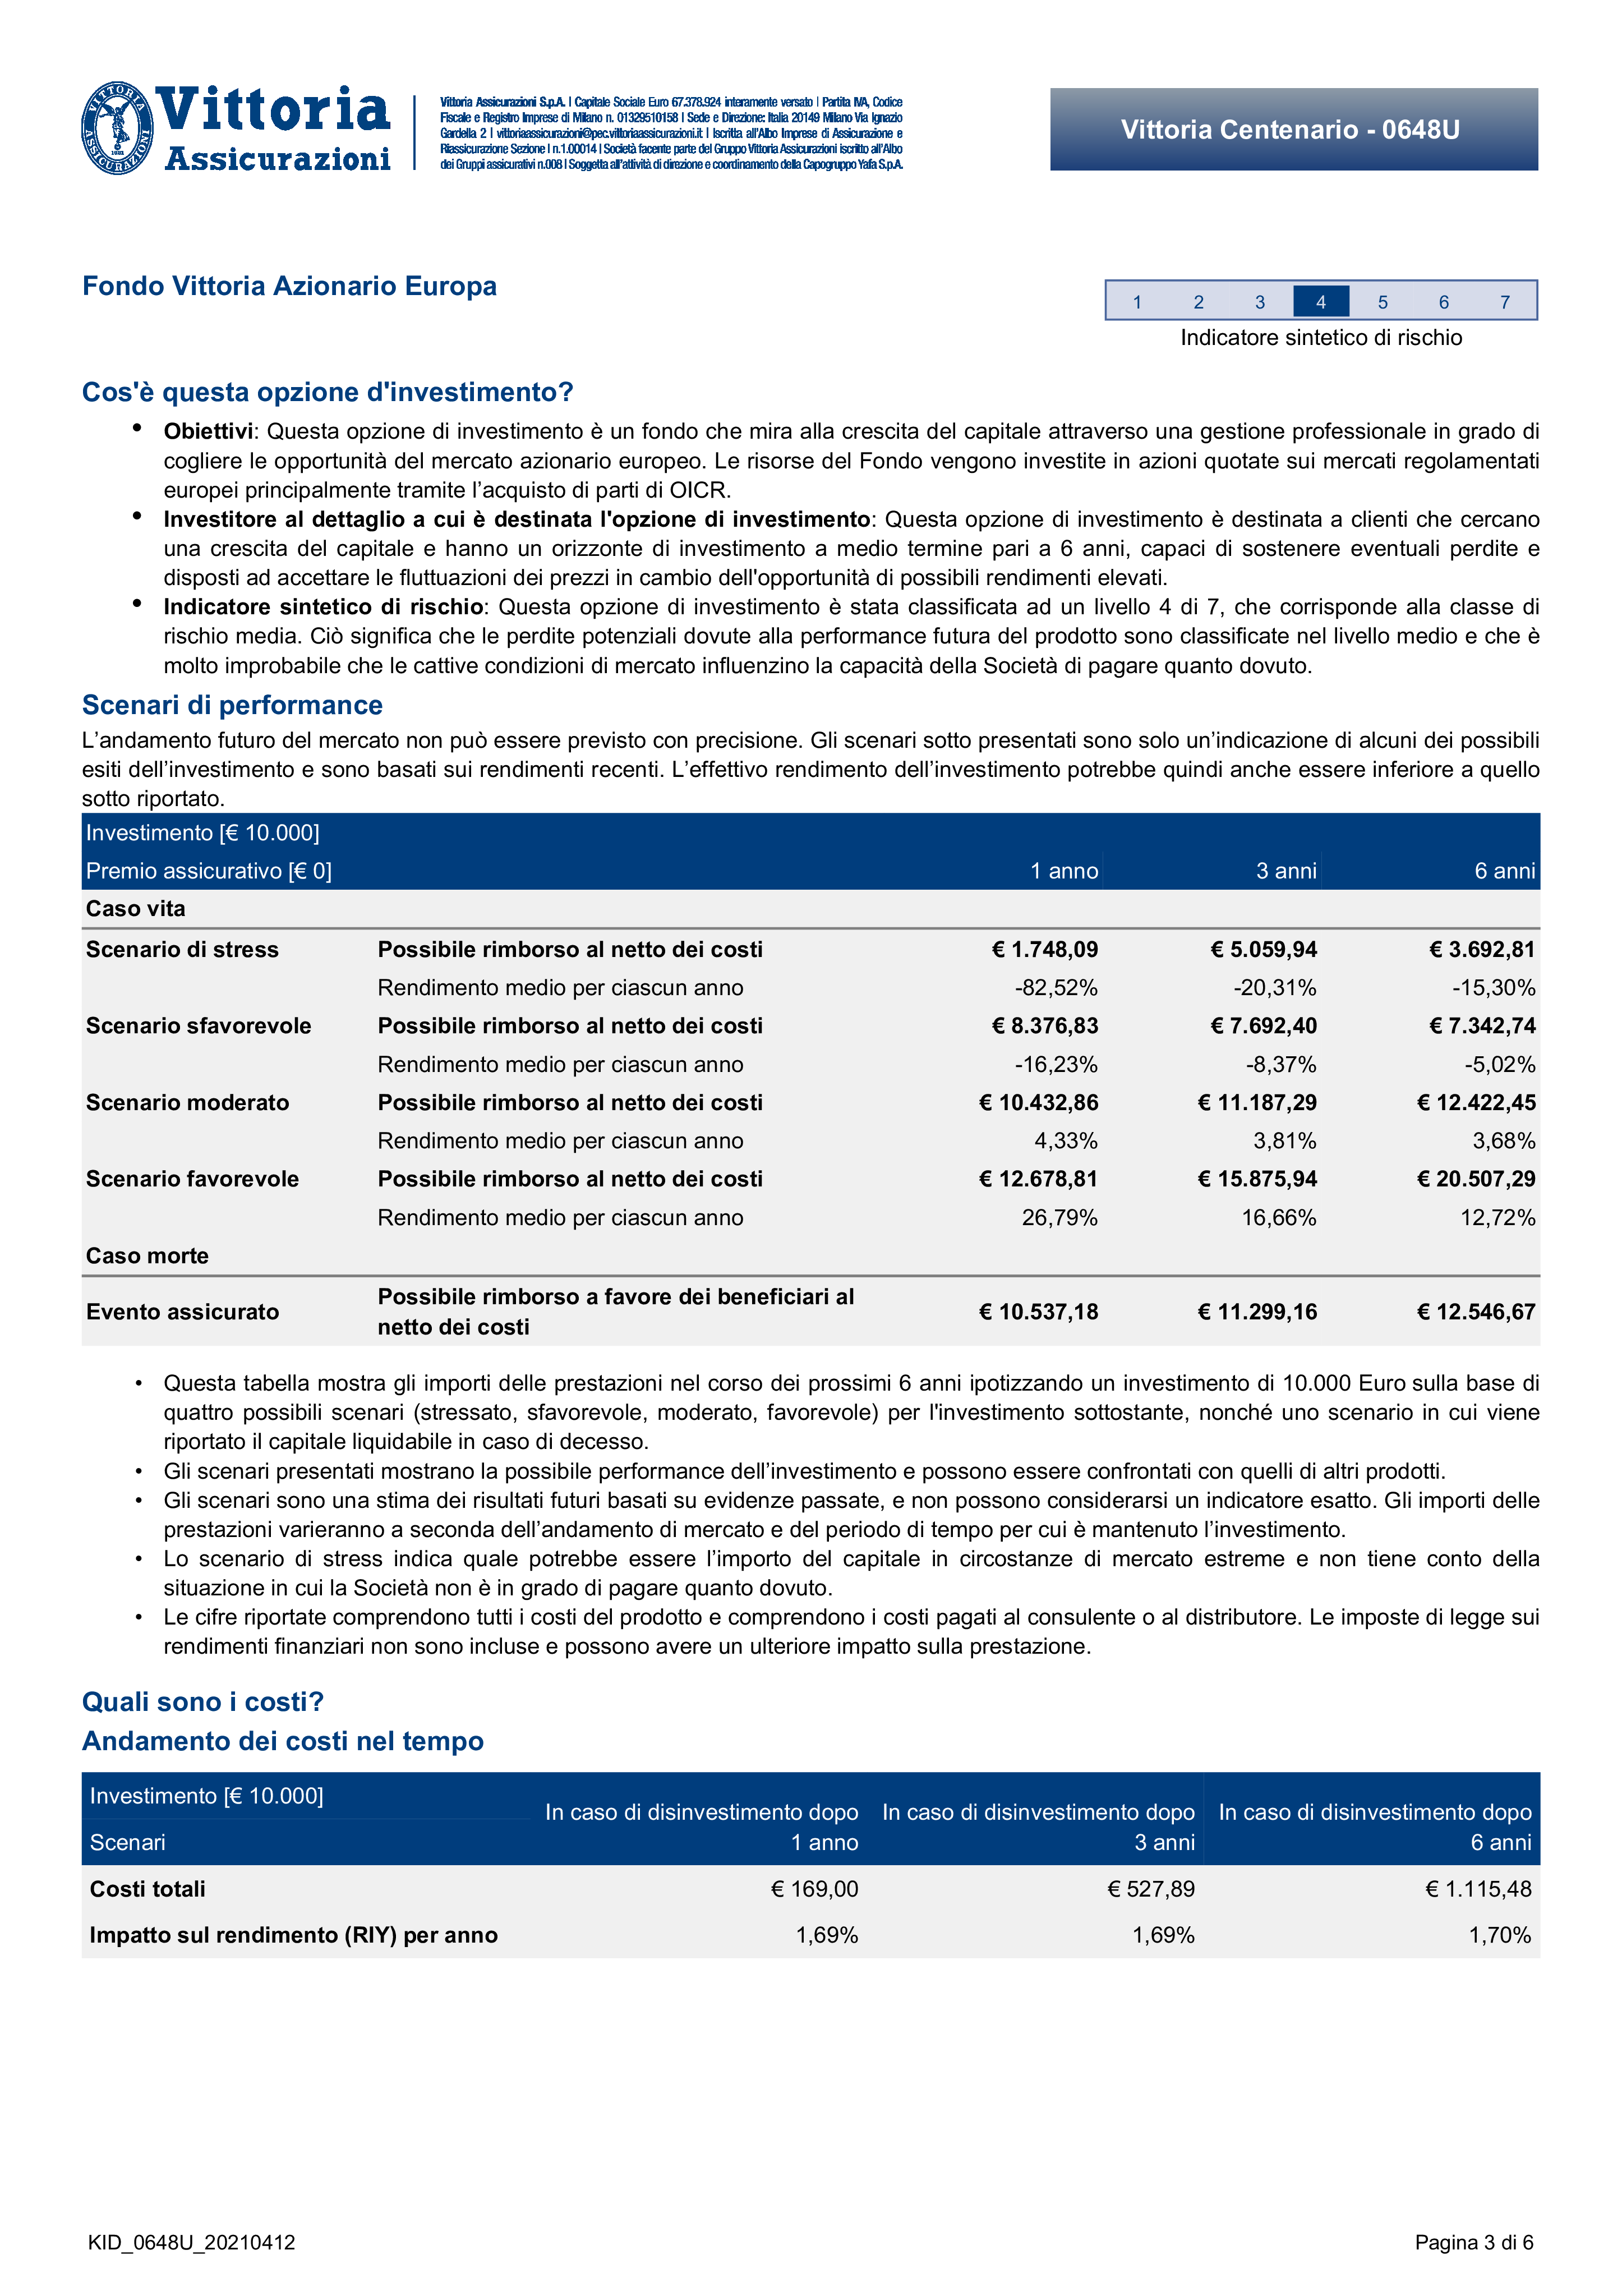 Vittoria
Assicurazioni
Vittoria Assicurazioni S.p.A. | Capitale Sociale Euro 67.378.924 interamente versato | Partita IVA, Codice
Fiscale e Registro Imprese di Milano n. 01329510158 | Sede e Direzione: Italia 20149 Milano Via Ignazio
Gardella 2 | vittoriaassicurazioni@pec.vittoriaassicurazioni.it | Iscritta all'Albo Imprese di Assicurazione e
Riassicurazione Sezione I n.1.00014 | Società facente parte del Gruppo Vittoria Assicurazioni iscritto all'Albo
dei Gruppi assicurativi n.008 | Soggetta all'attività di direzione e coordinamento della Capogruppo Yafa S.p.A.
Vittoria Centenario - 0648U
Fondo Vittoria Azionario Europa
1 2 3 4 5 6 7
Indicatore sintetico di rischio
Cos'è questa opzione d'investimento?
• Obiettivi: Questa opzione di investimento è un fondo che mira alla crescita del capitale attraverso una gestione professionale in grado di
cogliere le opportunità del mercato azionario europeo. Le risorse del Fondo vengono investite in azioni quotate sui mercati regolamentati
europei principalmente tramite l’acquisto di parti di OICR.
• Investitore al dettaglio a cui è destinata l'opzione di investimento: Questa opzione di investimento è destinata a clienti che cercano
una crescita del capitale e hanno un orizzonte di investimento a medio termine pari a 6 anni, capaci di sostenere eventuali perdite e
disposti ad accettare le fluttuazioni dei prezzi in cambio dell'opportunità di possibili rendimenti elevati.
• Indicatore sintetico di rischio: Questa opzione di investimento è stata classificata ad un livello 4 di 7, che corrisponde alla classe di
rischio media. Ciò significa che le perdite potenziali dovute alla performance futura del prodotto sono classificate nel livello medio e che è
molto improbabile che le cattive condizioni di mercato influenzino la capacità della Società di pagare quanto dovuto.
Scenari di performance
L’andamento futuro del mercato non può essere previsto con precisione. Gli scenari sotto presentati sono solo un’indicazione di alcuni dei possibili
esiti dell’investimento e sono basati sui rendimenti recenti. L’effettivo rendimento dell’investimento potrebbe quindi anche essere inferiore a quello
sotto riportato.
Investimento [€ 10.000]
Premio assicurativo [€ 0] 1 anno 3 anni 6 anni
Caso vita
Scenario di stress Possibile rimborso al netto dei costi € 1.748,09 € 5.059,94 € 3.692,81
Rendimento medio per ciascun anno -82,52% -20,31% -15,30%
Scenario sfavorevole Possibile rimborso al netto dei costi € 8.376,83 € 7.692,40 € 7.342,74
Rendimento medio per ciascun anno -16,23% -8,37% -5,02%
Scenario moderato Possibile rimborso al netto dei costi € 10.432,86 € 11.187,29 € 12.422,45
Rendimento medio per ciascun anno 4,33% 3,81% 3,68%
Scenario favorevole Possibile rimborso al netto dei costi € 12.678,81 € 15.875,94 € 20.507,29
Rendimento medio per ciascun anno 26,79% 16,66% 12,72%
Caso morte
Evento assicurato Possibile rimborso a favore dei beneficiari al
netto dei costi € 10.537,18 € 11.299,16 € 12.546,67
• Questa tabella mostra gli importi delle prestazioni nel corso dei prossimi 6 anni ipotizzando un investimento di 10.000 Euro sulla base di
quattro possibili scenari (stressato, sfavorevole, moderato, favorevole) per l'investimento sottostante, nonché uno scenario in cui viene
riportato il capitale liquidabile in caso di decesso.
• Gli scenari presentati mostrano la possibile performance dell’investimento e possono essere confrontati con quelli di altri prodotti.
• Gli scenari sono una stima dei risultati futuri basati su evidenze passate, e non possono considerarsi un indicatore esatto. Gli importi delle
prestazioni varieranno a seconda dell’andamento di mercato e del periodo di tempo per cui è mantenuto l’investimento.
• Lo scenario di stress indica quale potrebbe essere l’importo del capitale in circostanze di mercato estreme e non tiene conto della
situazione in cui la Società non è in grado di pagare quanto dovuto.
• Le cifre riportate comprendono tutti i costi del prodotto e comprendono i costi pagati al consulente o al distributore. Le imposte di legge sui
rendimenti finanziari non sono incluse e possono avere un ulteriore impatto sulla prestazione.
Quali sono i costi?
Andamento dei costi nel tempo
Investimento [€ 10.000]
In caso di disinvestimento dopo In caso di disinvestimento dopo In caso di disinvestimento dopo
Scenari 1 anno 3 anni 6 anni
Costi totali € 169,00 € 527,89 € 1.115,48
Impatto sul rendimento (RIY) per anno 1,69% 1,69% 1,70%
KID_0648U_20210412 Pagina 3 di 6